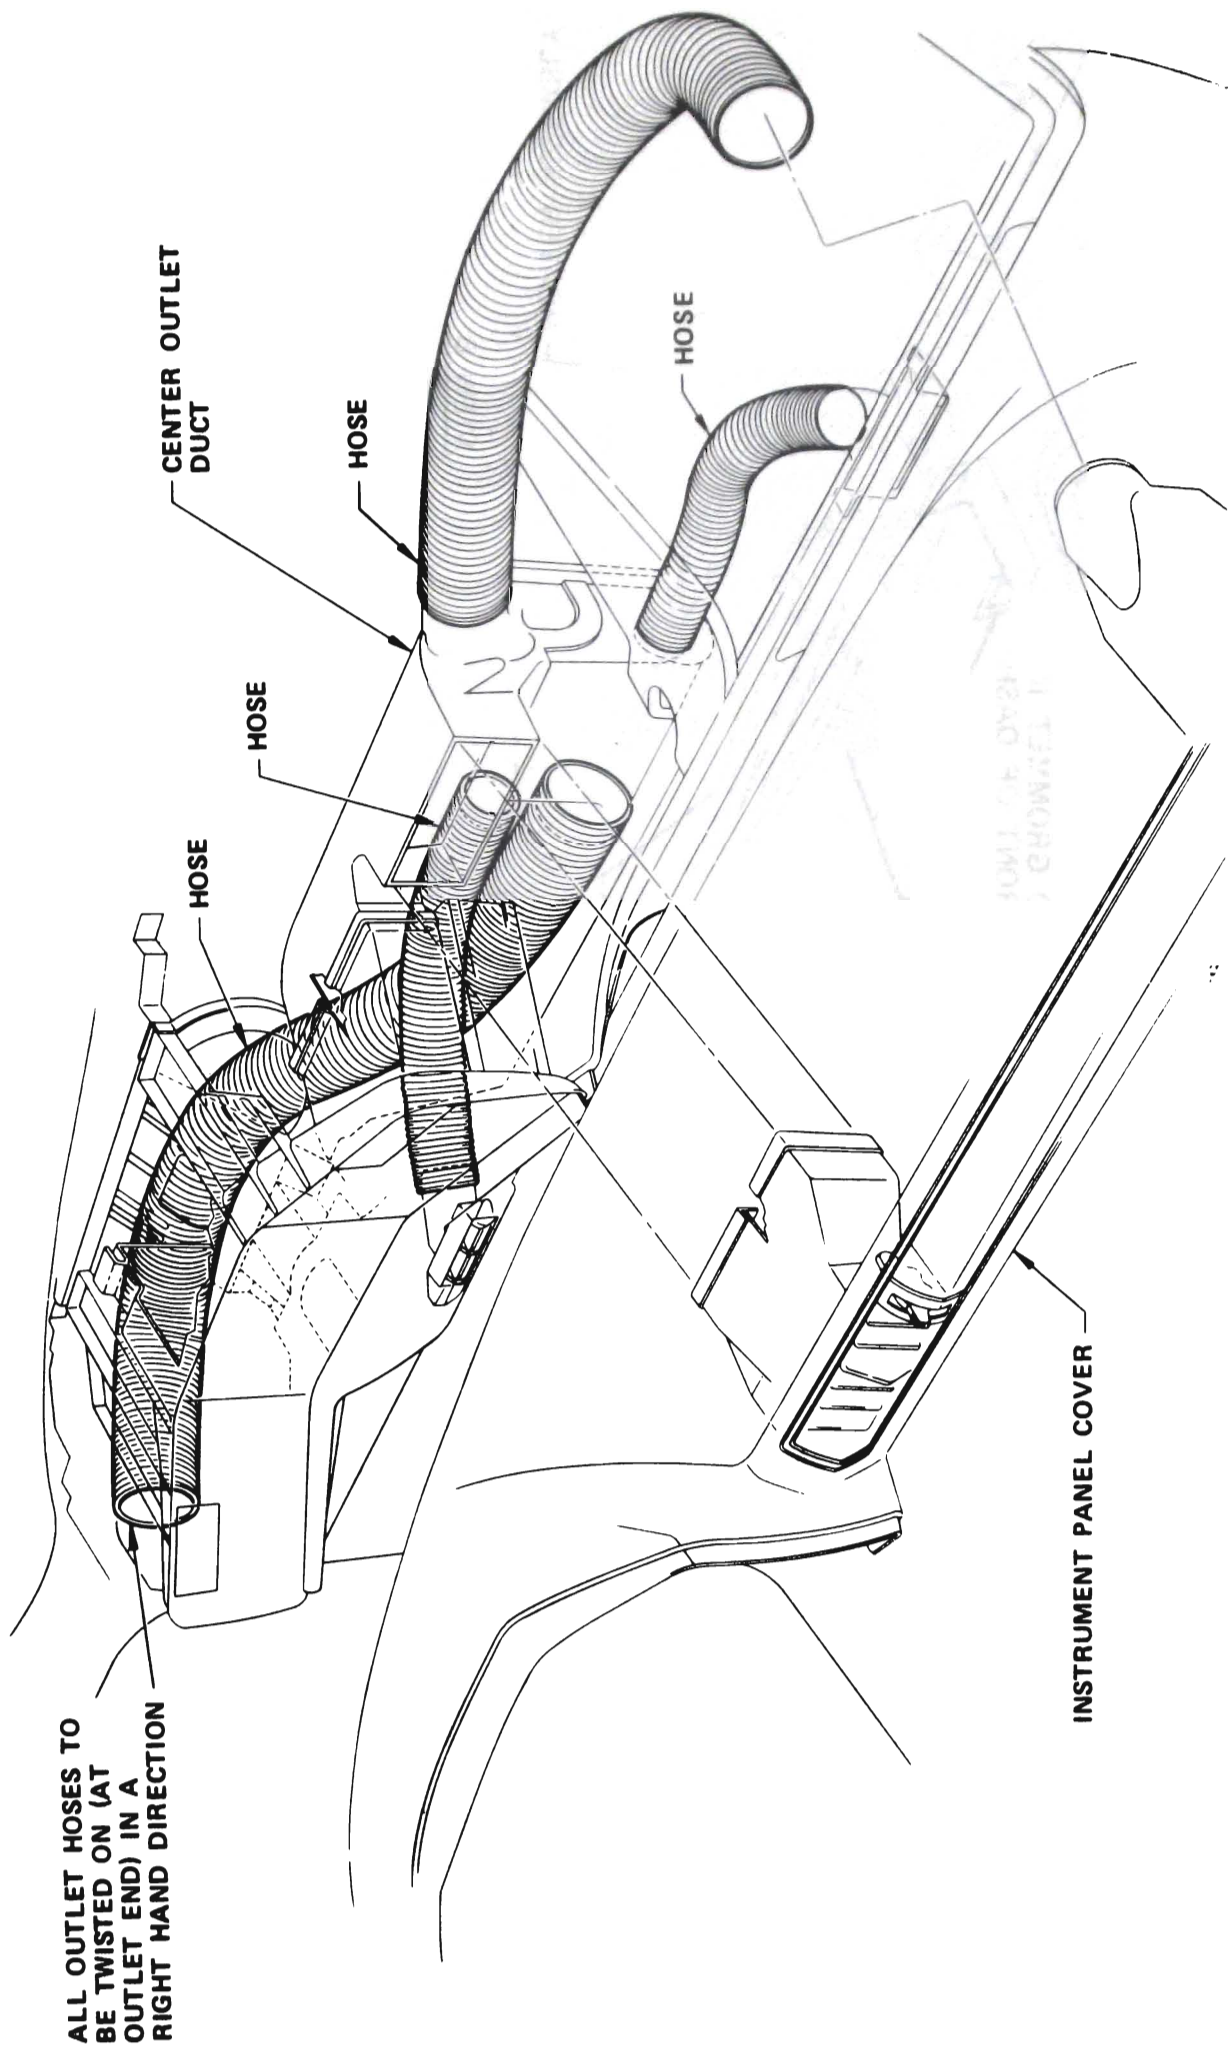 ALL OUTLET HOSES TO
BE TWISTED ON (AT
OUTLET END) IN A
RIGHT HAND DIRECTION
CENTER OUTLET
DUCT
HOSE
HOSE
HOSE
HOSE
INSTRUMENT PANEL COVER